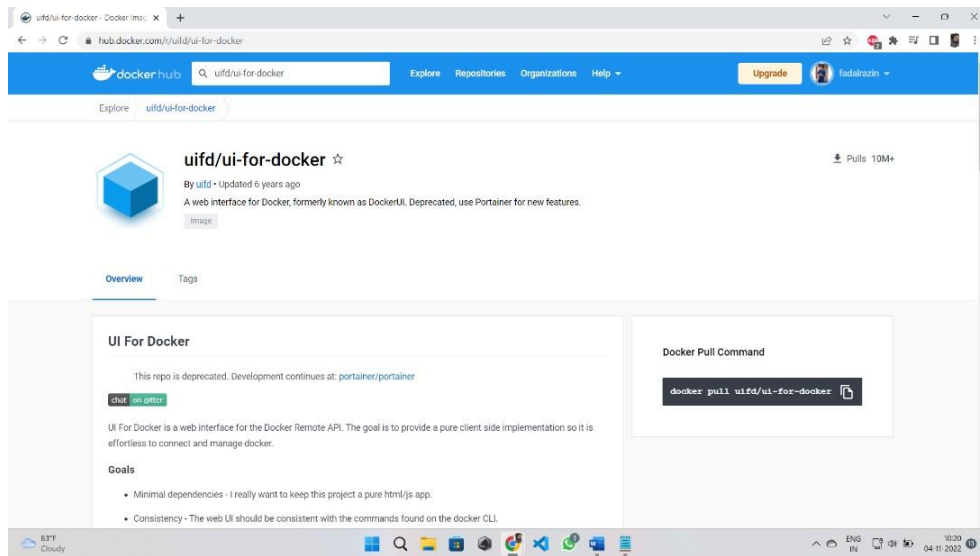 uifd/ui-for-docker - Docker Imag
hub.docker.com/r/uifd/ui-for-docker
dockerhub
uifd/ui-for-docker
Explore Repositories Organizations Help
Upgrade
fadalrazin
Explore uifd/ui-for-docker
uifd/ui-for-docker
Pulls 10M+
By uifd • Updated 6 years ago
A web interface for Docker, formerly known as DockerUI. Deprecated, use Portainer for new features.
Image
Overview Tags
UI For Docker
Docker Pull Command
This repo is deprecated. Development continues at: portainer/portainer
docker pull uifd/ui-for-docker
chat on gitter
UI For Docker is a web interface for the Docker Remote API. The goal is to provide a pure client side implementation so it is
effortless to connect and manage docker.
Goals
• Minimal dependencies - I really want to keep this project a pure html/js app.
• Consistency - The web UI should be consistent with the commands found on the docker CLI.
83°F
Cloudy
ENG
IN
10:20
04-11-2022